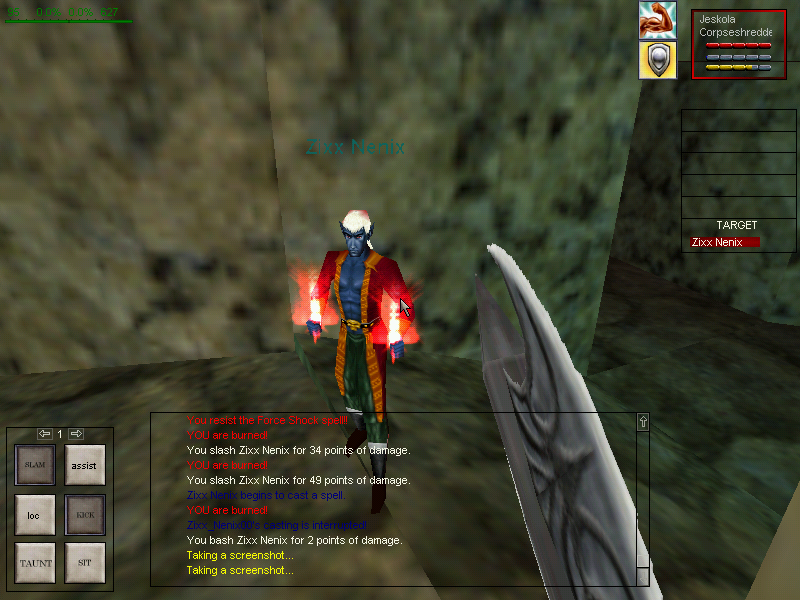 Jeskola
Corpseshredde
Zixx Nenix
TARGET
Zixx Nenix
1
SLAM
assist
loc
KICK
TAUNT
SIT
You resist the Force Shock spell!
YOU are burned!
You slash Zixx Nenix for 34 points of damage.
YOU are burned!
You slash Zixx Nenix for 49 points of damage.
Zixx Nenix begins to cast a spell.
YOU are burned!
Zixx_Nenix00's casting is interrupted!
You bash Zixx Nenix for 2 points of damage.
Taking a screenshot...
Taking a screenshot...